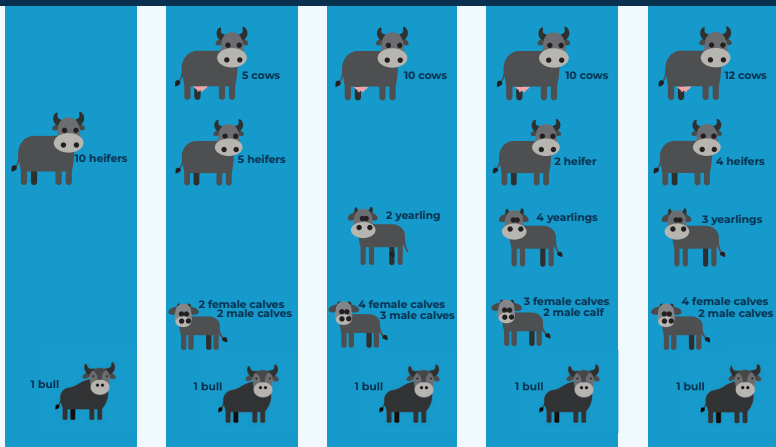 10 heifers
1 bull
5 cows
5 heifers
2 female calves
2 male calves
1 bull
10 cows
2 yearling
4 female calves
3 male calves
1 bull
10 cows
2 heifer
4 yearlings
3 female calves
2 male calf
1 bull
12 cows
4 heifers
3 yearlings
4 female calves
2 male calves
1 bull